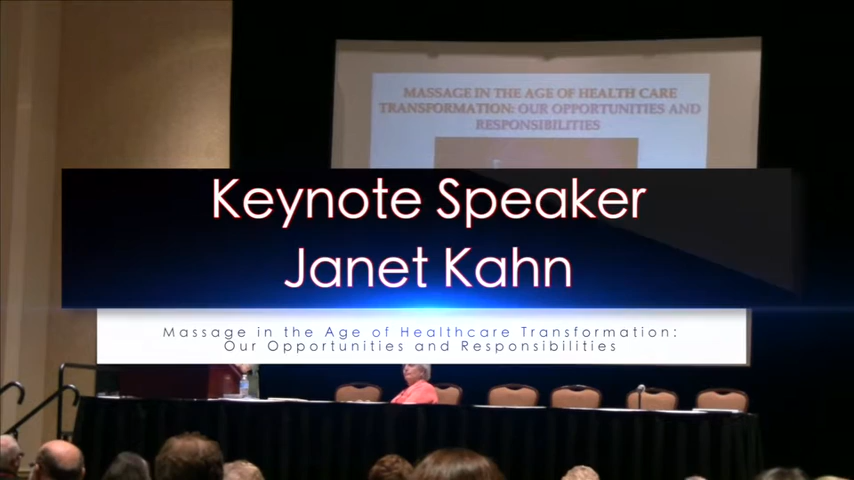 MASSAGE IN THE AGE OF HEALTH CARE
TRANSFORMATION: OUR OPPORTUNITIES AND
RESPONSIBILITIES
Keynote Speaker
Janet Kahn
Massage in the Age of Healthcare Transformation:
Our Opportunities and Responsibilities